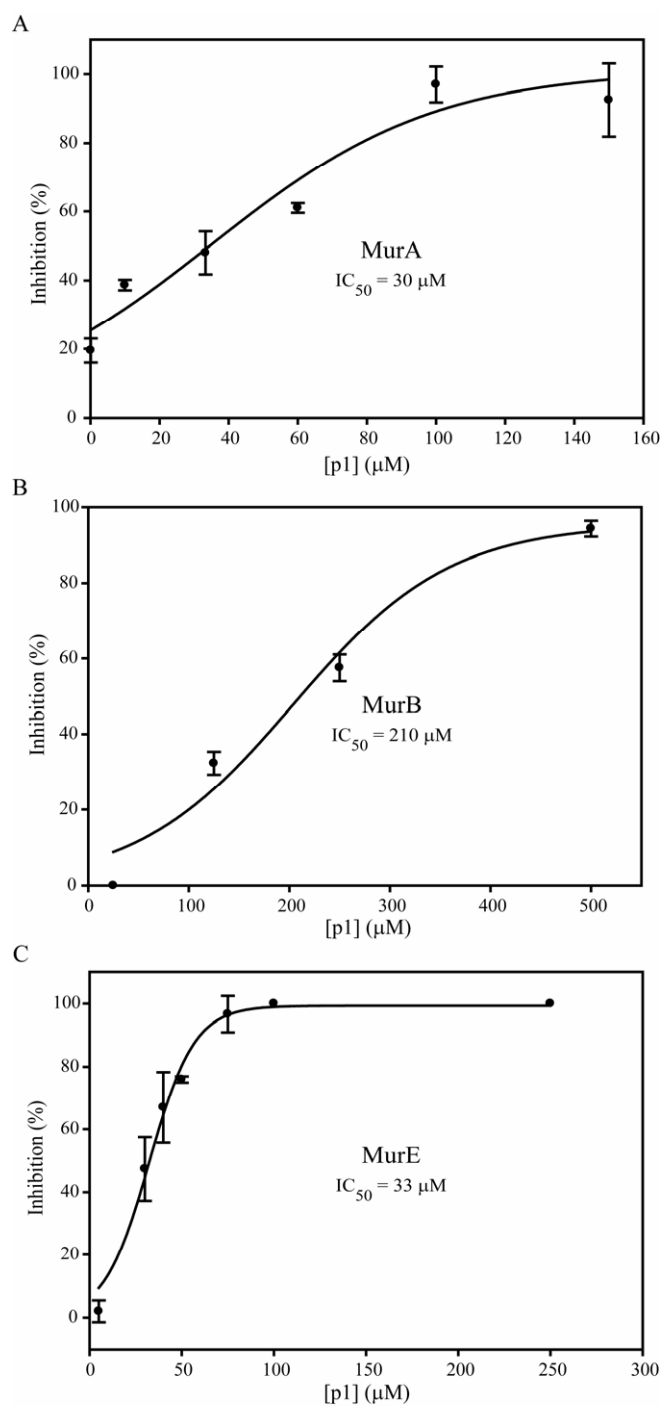 A
100
80
60
40
20
0
Inhibition (%)
MurA
IC50 = 30 μM
0 20 40 60 80 100 120 140 160
[p1] (μM)
B
100
80
60
40
20
0
Inhibition (%)
MurB
IC50 = 210 μM
0 100 200 300 400 500
[p1] (μM)
C
100
80
60
40
20
0
Inhibition (%)
MurE
IC50 = 33 μM
0 50 100 150 200 250 300
[p1] (μM)